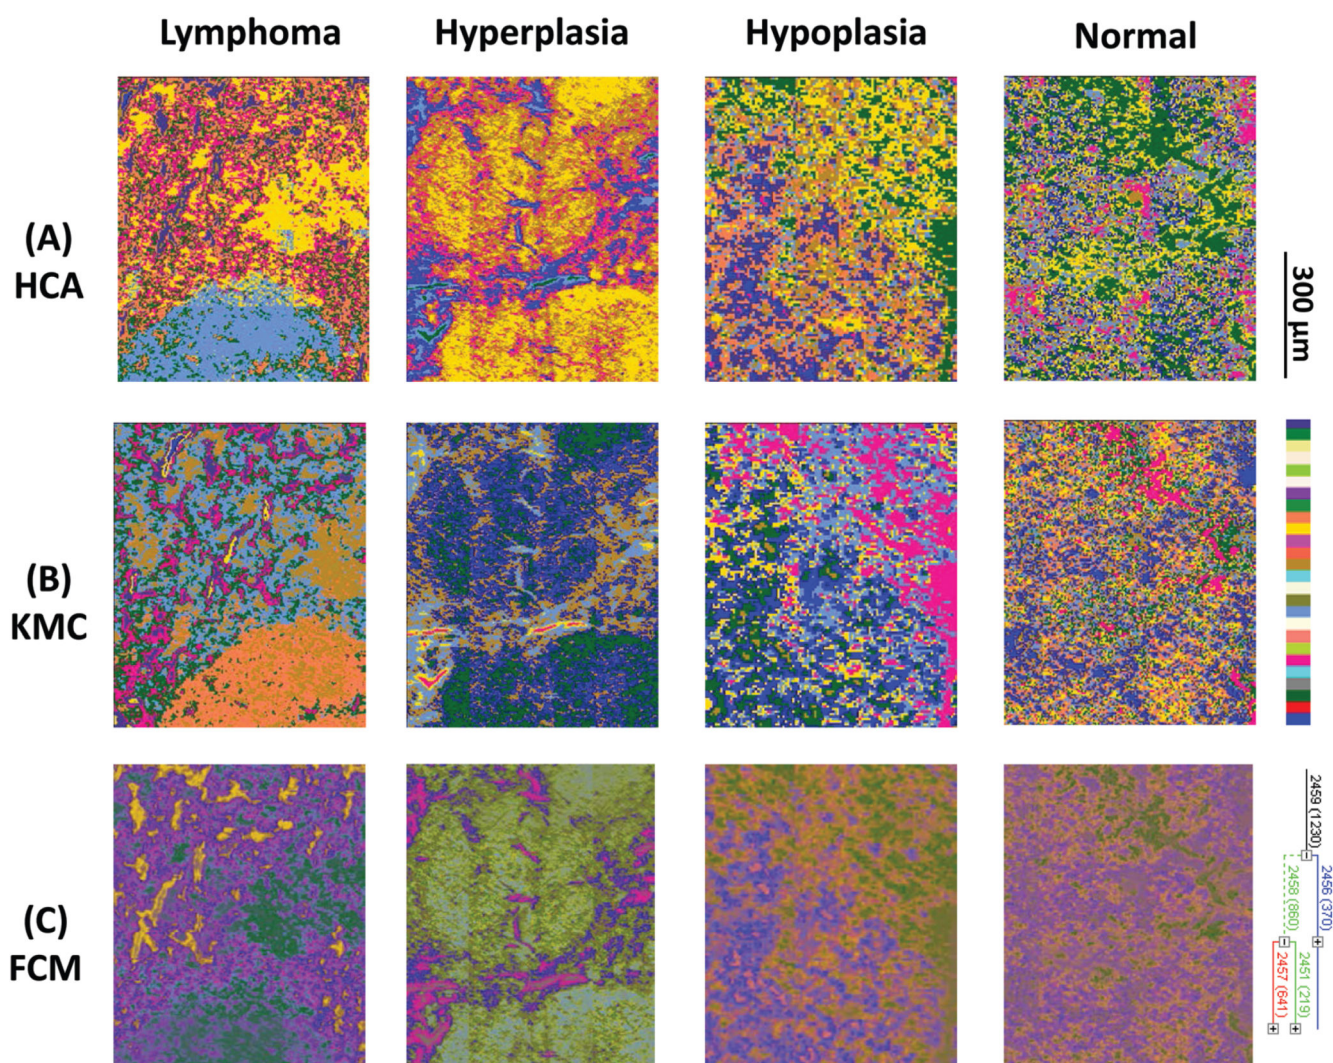 Lymphoma Hyperplasia Hypoplasia Normal
(A)
HCA
300 µm
(B)
KMC
(C)
FCM
2459 (1230)
2456 (370)
2458 (860)
2451 (219)
2457 (641)